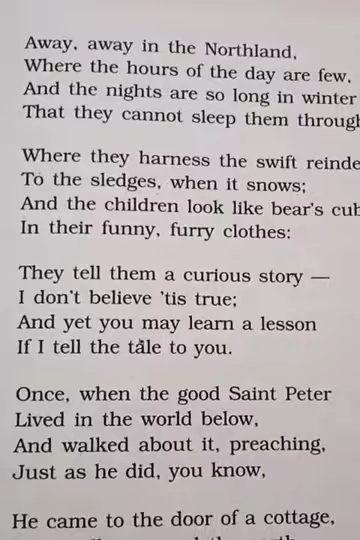 Away, away in the Northland,
Where the hours of the day are few,
And the nights are so long in winter
That they cannot sleep them through
Where they harness the swift reinde
To the sledges, when it snows;
And the children look like bear's cub
In their funny, furry clothes:
They tell them a curious story —
I don't believe 'tis true;
And yet you may learn a lesson
If I tell the tale to you.
Once, when the good Saint Peter
Lived in the world below,
And walked about it, preaching,
Just as he did, you know,
He came to the door of a cottage,